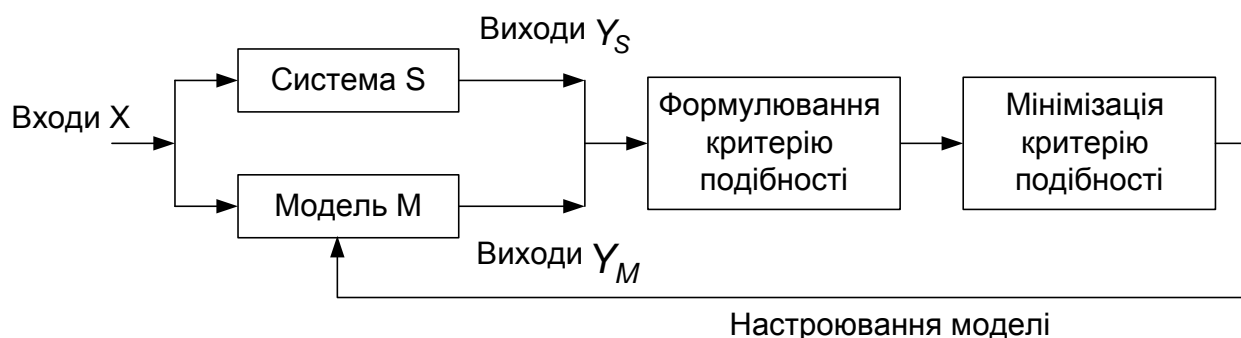 Виходи Y_S
Система S
Входи X
Модель M
Виходи Y_M
Формулювання
критерію
подібності
Мінімізація
критерію
подібності
Настроювання моделі